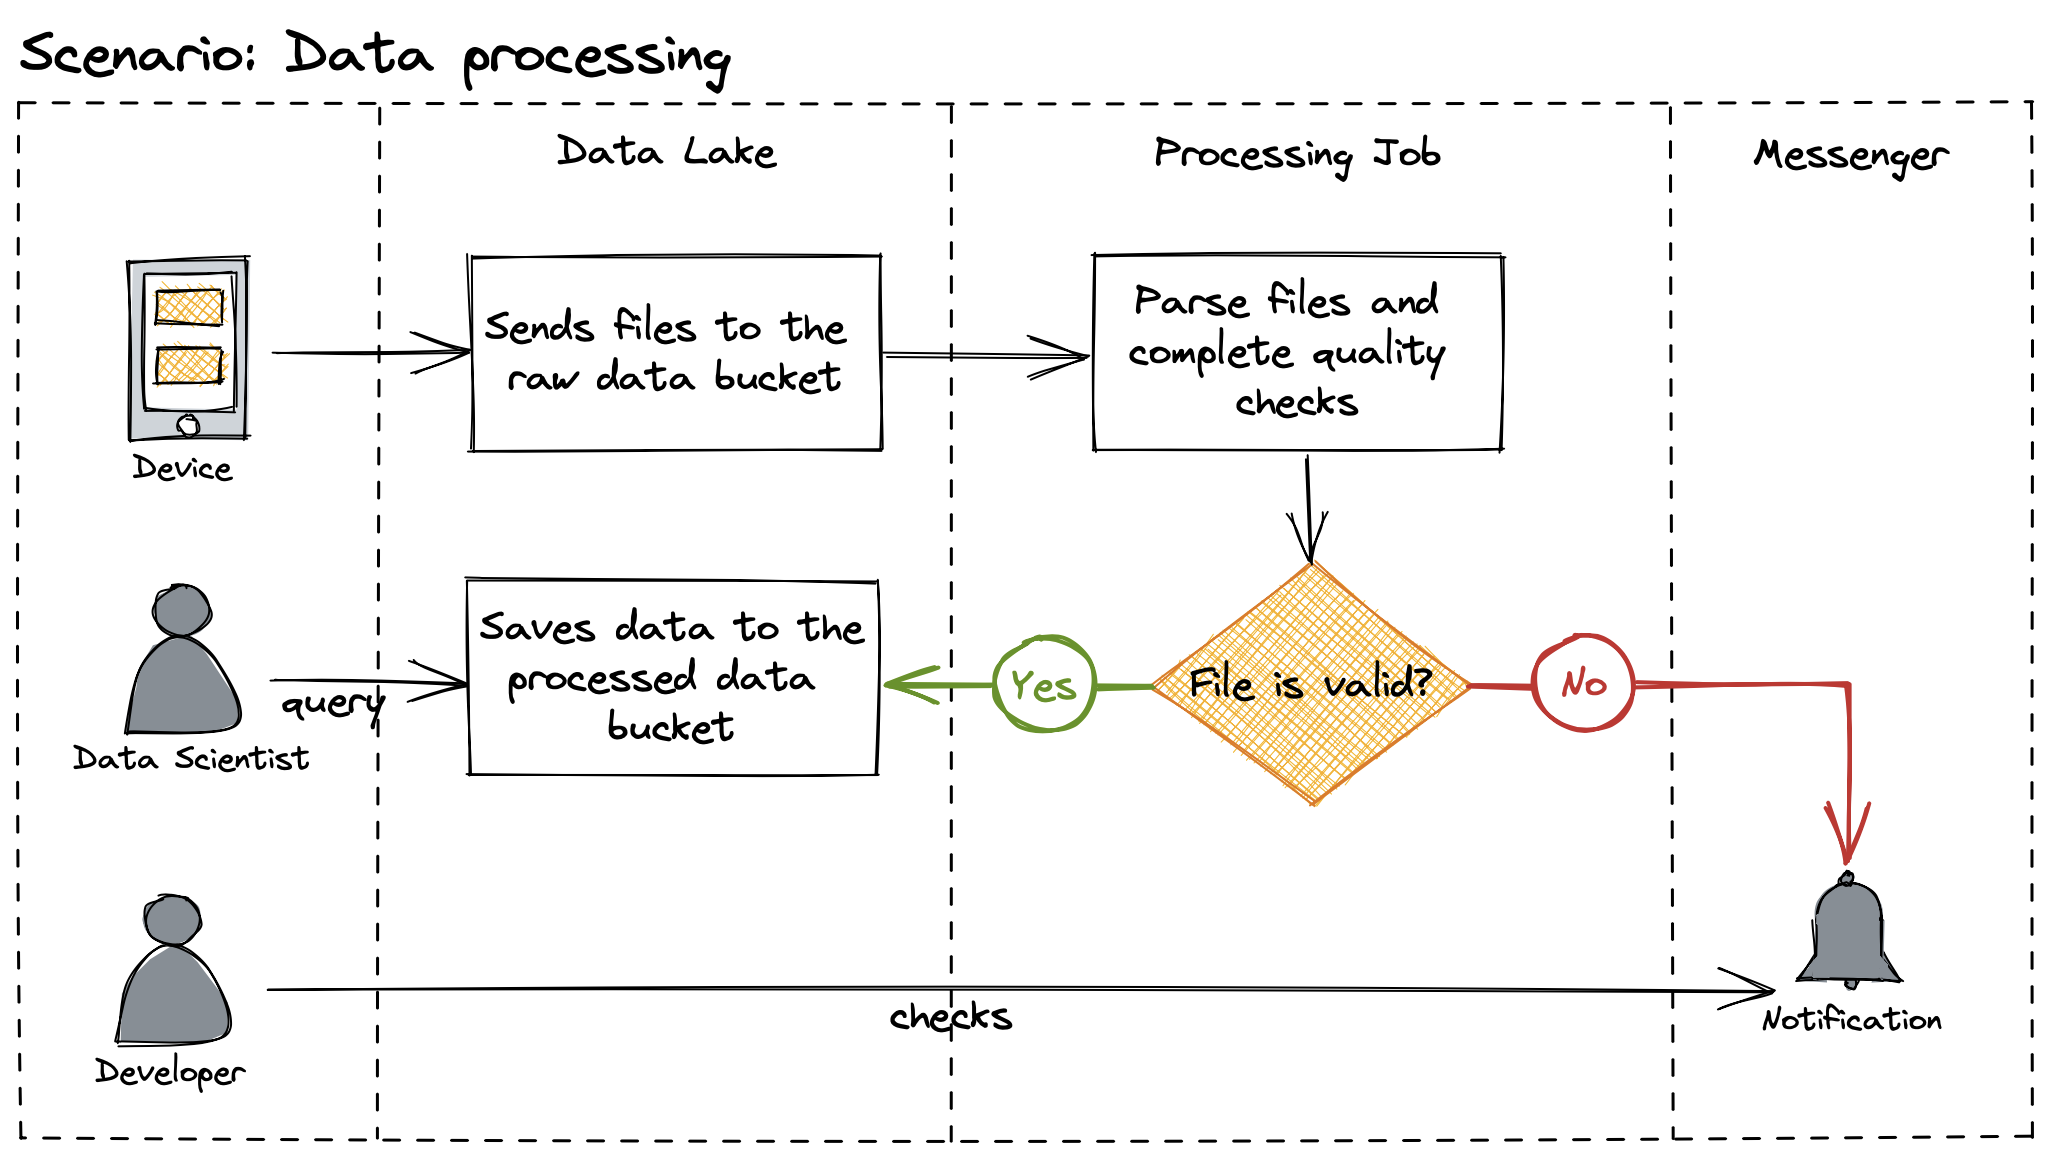 Scenario: Data processing
Data Lake
Processing Job
Messenger
Sends files to the
raw data bucket
Parse files and
complete quality
checks
Device
Saves data to the
processed data
bucket
Yes
File is valid?
No
query
Data Scientist
checks
Notification
Developer